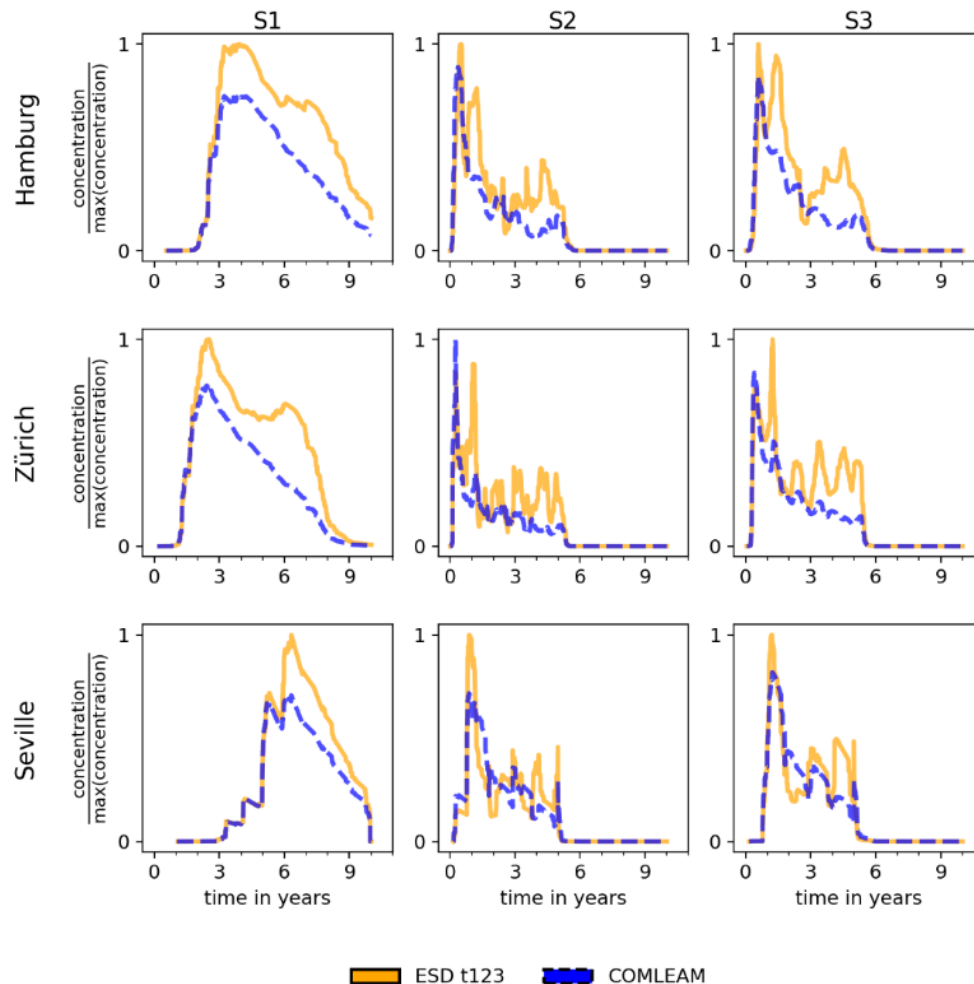 S1 S2 S3
Hamburg
concentration
max(concentration)
1
0
0 3 6 9 0 3 6 9 0 3 6 9
Zürich
concentration
max(concentration)
1 1 1
0 0 0
0 3 6 9 0 3 6 9 0 3 6 9
Seville
concentration
max(concentration)
1 1 1
0 0 0
0 3 6 9 0 3 6 9 0 3 6 9
time in years time in years time in years
ESD t123 COMLEAM